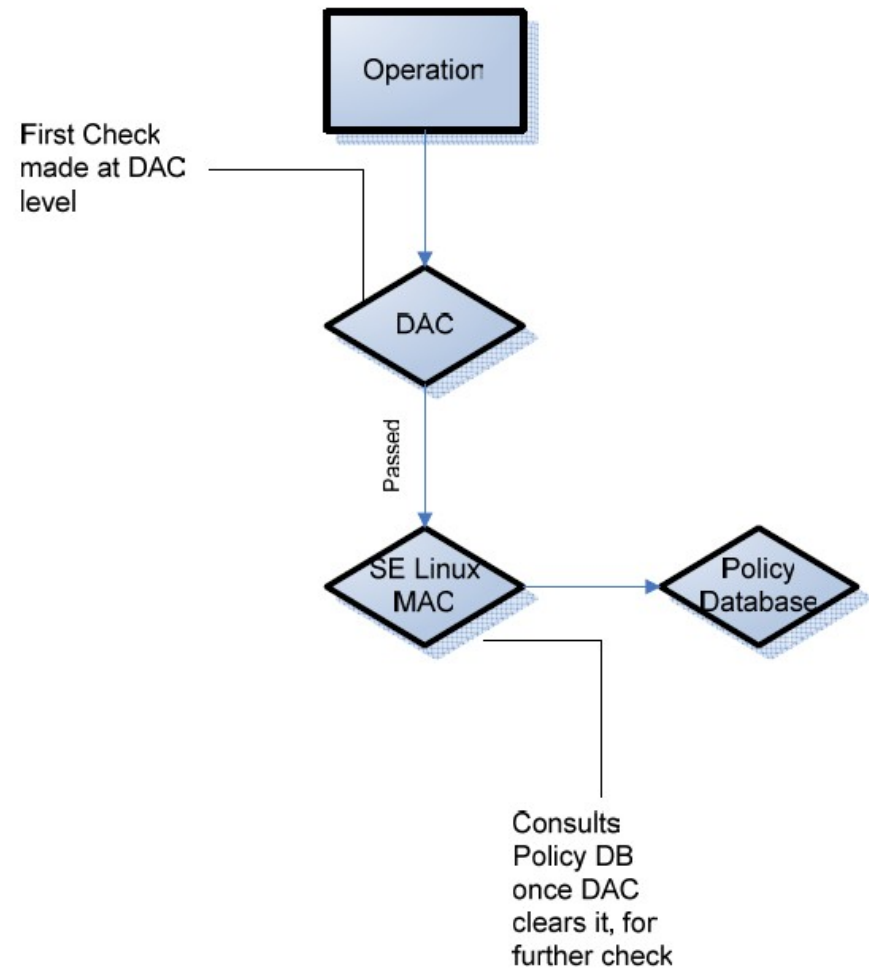 Operation
First Check
made at DAC
level
DAC
Passed
SE Linux
MAC
Policy
Database
Consults
Policy DB
once DAC
clears it, for
further check